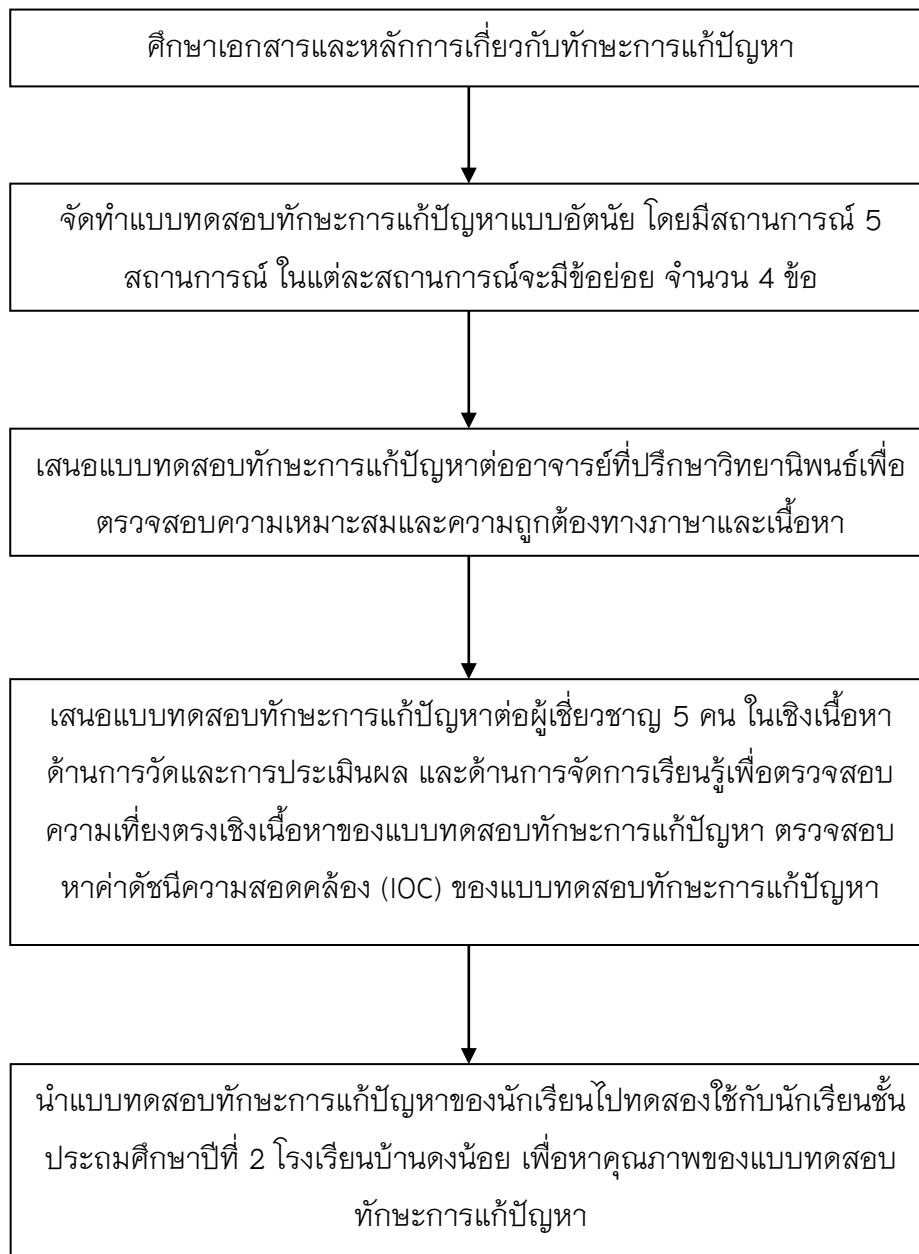 ศึกษาเอกสารและหลักการเกี่ยวกับทักษะการแก้ปัญหา
จัดทำแบบทดสอบทักษะการแก้ปัญหาแบบอัตนัย โดยมีสถานการณ์ 5
สถานการณ์ ในแต่ละสถานการณ์จะมีข้อย่อย จำนวน 4 ข้อ
เสนอแบบทดสอบทักษะการแก้ปัญหาต่ออาจารย์ที่ปรึกษาวิทยานิพนธ์เพื่อ
ตรวจสอบความเหมาะสมและความถูกต้องทางภาษาและเนื้อหา
เสนอแบบทดสอบทักษะการแก้ปัญหาต่อผู้เชี่ยวชาญ 5 คน ในเชิงเนื้อหา
ด้านการวัดและการประเมินผล และด้านการจัดการเรียนรู้เพื่อตรวจสอบ
ความเที่ยงตรงเชิงเนื้อหาของแบบทดสอบทักษะการแก้ปัญหา ตรวจสอบ
หาค่าดัชนีความสอดคล้อง (IOC) ของแบบทดสอบทักษะการแก้ปัญหา
นำแบบทดสอบทักษะการแก้ปัญหาของนักเรียนไปทดลองใช้กับนักเรียนชั้น
ประถมศึกษาปีที่ 2 โรงเรียนบ้านดงน้อย เพื่อหาคุณภาพของแบบทดสอบ
ทักษะการแก้ปัญหา